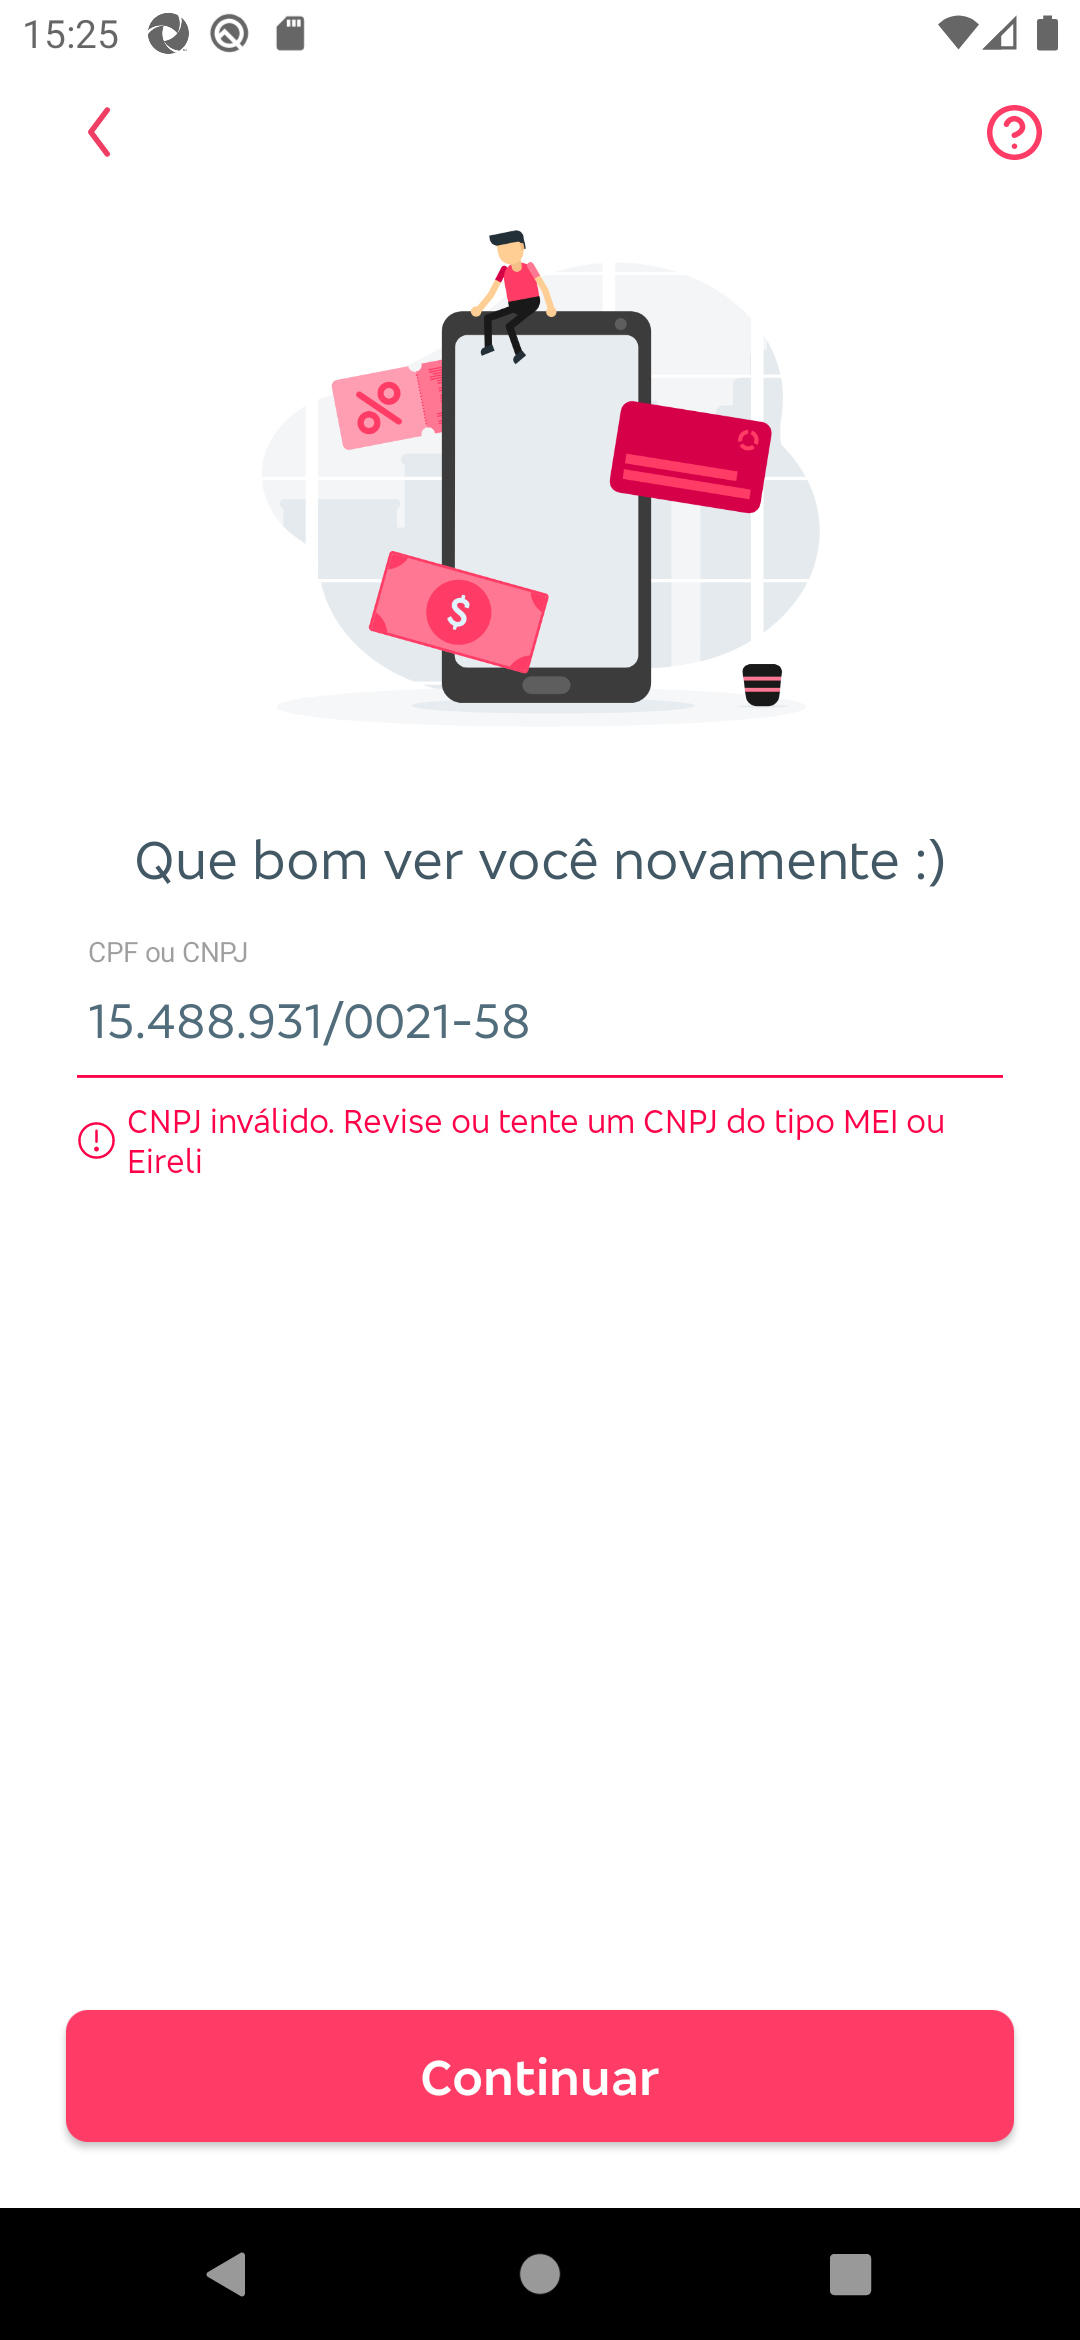 15:25
%
$
Que bom ver você novamente :)
CPF ou CNPJ
15.488.931/0021-58
CNPJ inválido. Revise ou tente um CNPJ do tipo MEI ou
Eireli
Continuar